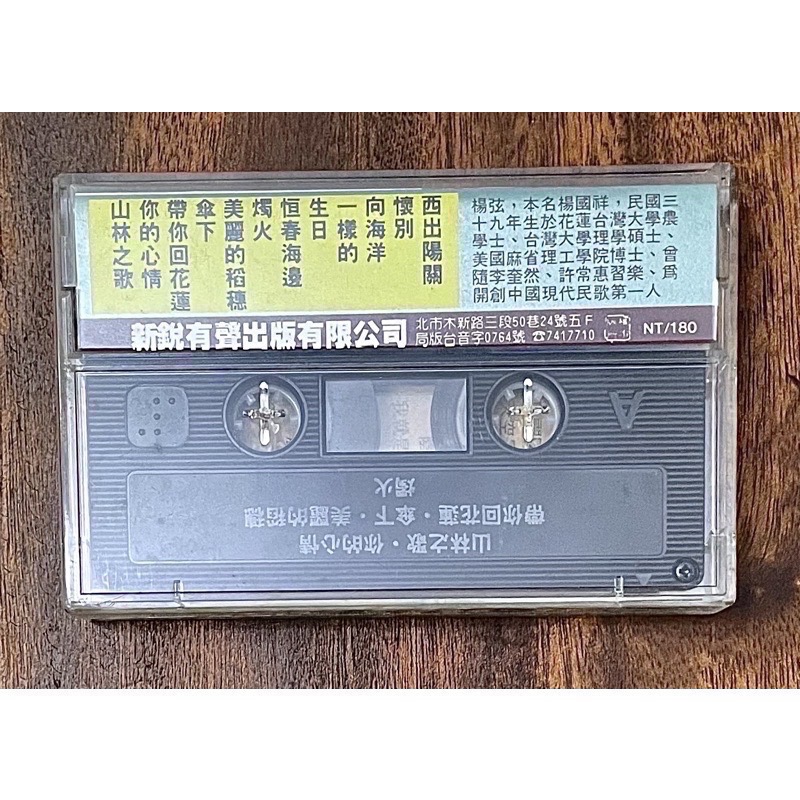 西出陽關
懷別
向海洋
一樣的
生日
恒春海邊
燭火
美麗的稻穗
傘下
帶你回花蓮
你的心情
山林之歌
楊弦，本名楊國祥，民國三
十九年生於花蓮台灣大學農
學士、台灣大學理學碩士、
美國麻省理工學院博士、曾
隨李奎然、許常惠習樂、爲
開創中國現代民歌第一人
新銳有聲出版有限公司
北市木新路三段50巷24號五F
局版台音字0764號 ☎7417710
NT/180
A
山林之歌・你的心情
帶你回花蓮・傘下・美麗的稻穗
燭火